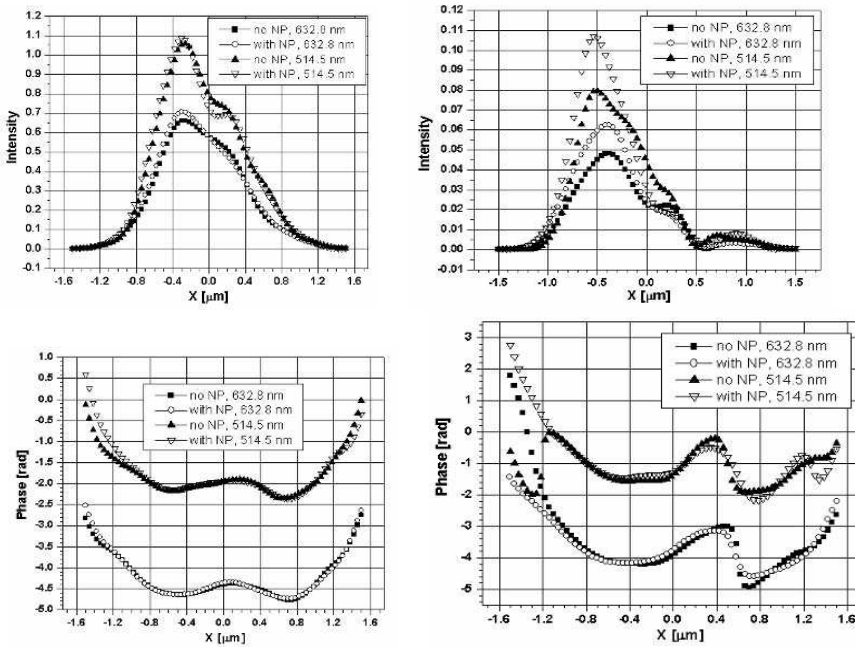 1.2
1.1
1.0
0.9
0.8
0.7
0.6
0.5
0.4
0.3
0.2
0.1
0.0
-0.1
Intensity
no NP, 632.8 nm
with NP, 632.8 nm
no NP, 514.5 nm
with NP, 514.5 nm
-1.6 -1.2 -0.8 -0.4 0.0 0.4 0.8 1.2 1.6
X [μm]
0.12
0.11
0.10
0.09
0.08
0.07
0.06
0.05
0.04
0.03
0.02
0.01
0.00
-0.01
Intensity
no NP, 632.8 nm
with NP, 632.8 nm
no NP, 514.5 nm
with NP, 514.5 nm
-1.5 -1.0 -0.5 0.0 0.5 1.0 1.5
X [μm]
1.0
0.5
0.0
-0.5
-1.0
-1.5
-2.0
-2.5
-3.0
-3.5
-4.0
-4.5
-5.0
Phase [rad]
no NP, 632.8 nm
with NP, 632.8 nm
no NP, 514.5 nm
with NP, 514.5 nm
-1.6 -1.2 -0.8 -0.4 0.0 0.4 0.8 1.2 1.6
X [μm]
3
2
1
0
-1
-2
-3
-4
-5
Phase [rad]
no NP, 632.8 nm
with NP, 632.8 nm
no NP, 514.5 nm
with NP, 514.5 nm
-1.6 -1.2 -0.8 -0.4 0.0 0.4 0.8 1.2 1.6
X [μm]